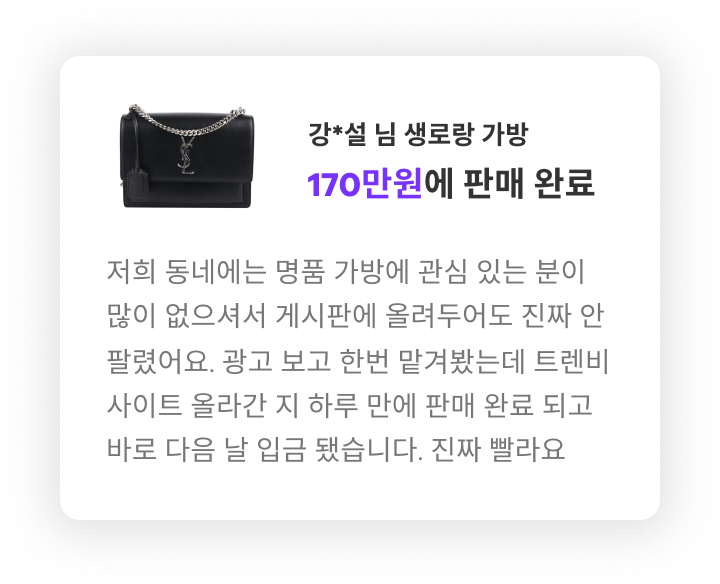 강*설 님 생로랑 가방
170만원에 판매 완료
저희 동네에는 명품 가방에 관심 있는 분이
많이 없으셔서 게시판에 올려두어도 진짜 안
팔렸어요. 광고 보고 한번 맡겨봤는데 트렌비
사이트 올라간 지 하루 만에 판매 완료 되고
바로 다음 날 입금 됐습니다. 진짜 빨라요